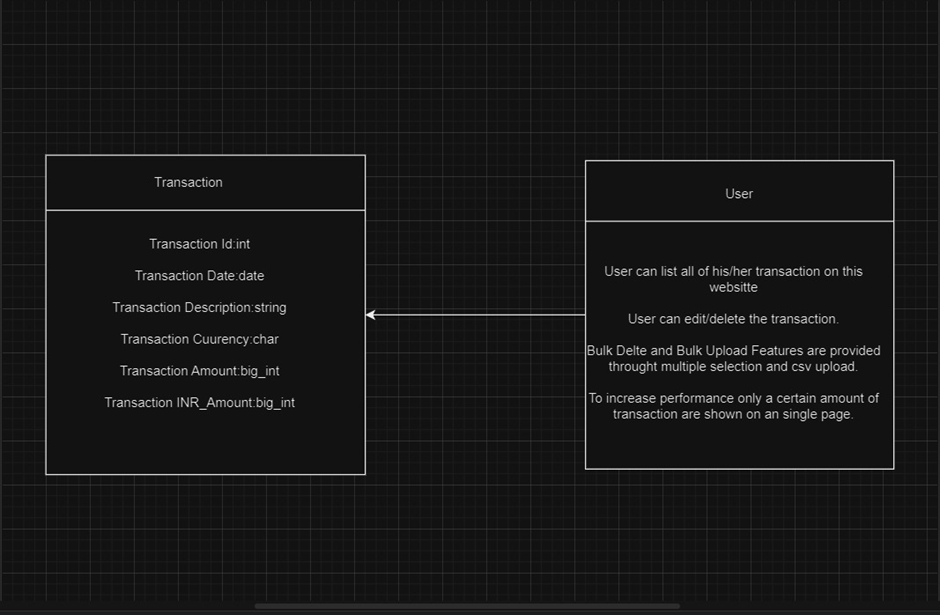 Transaction
Transaction Id:int
Transaction Date:date
Transaction Description:string
Transaction Cuurency:char
Transaction Amount:big_int
Transaction INR_Amount:big_int
User
User can list all of his/her transaction on this
websitte
User can edit/delete the transaction.
Bulk Delte and Bulk Upload Features are provided
throught multiple selection and csv upload.
To increase performance only a certain amount of
transaction are shown on an single page.